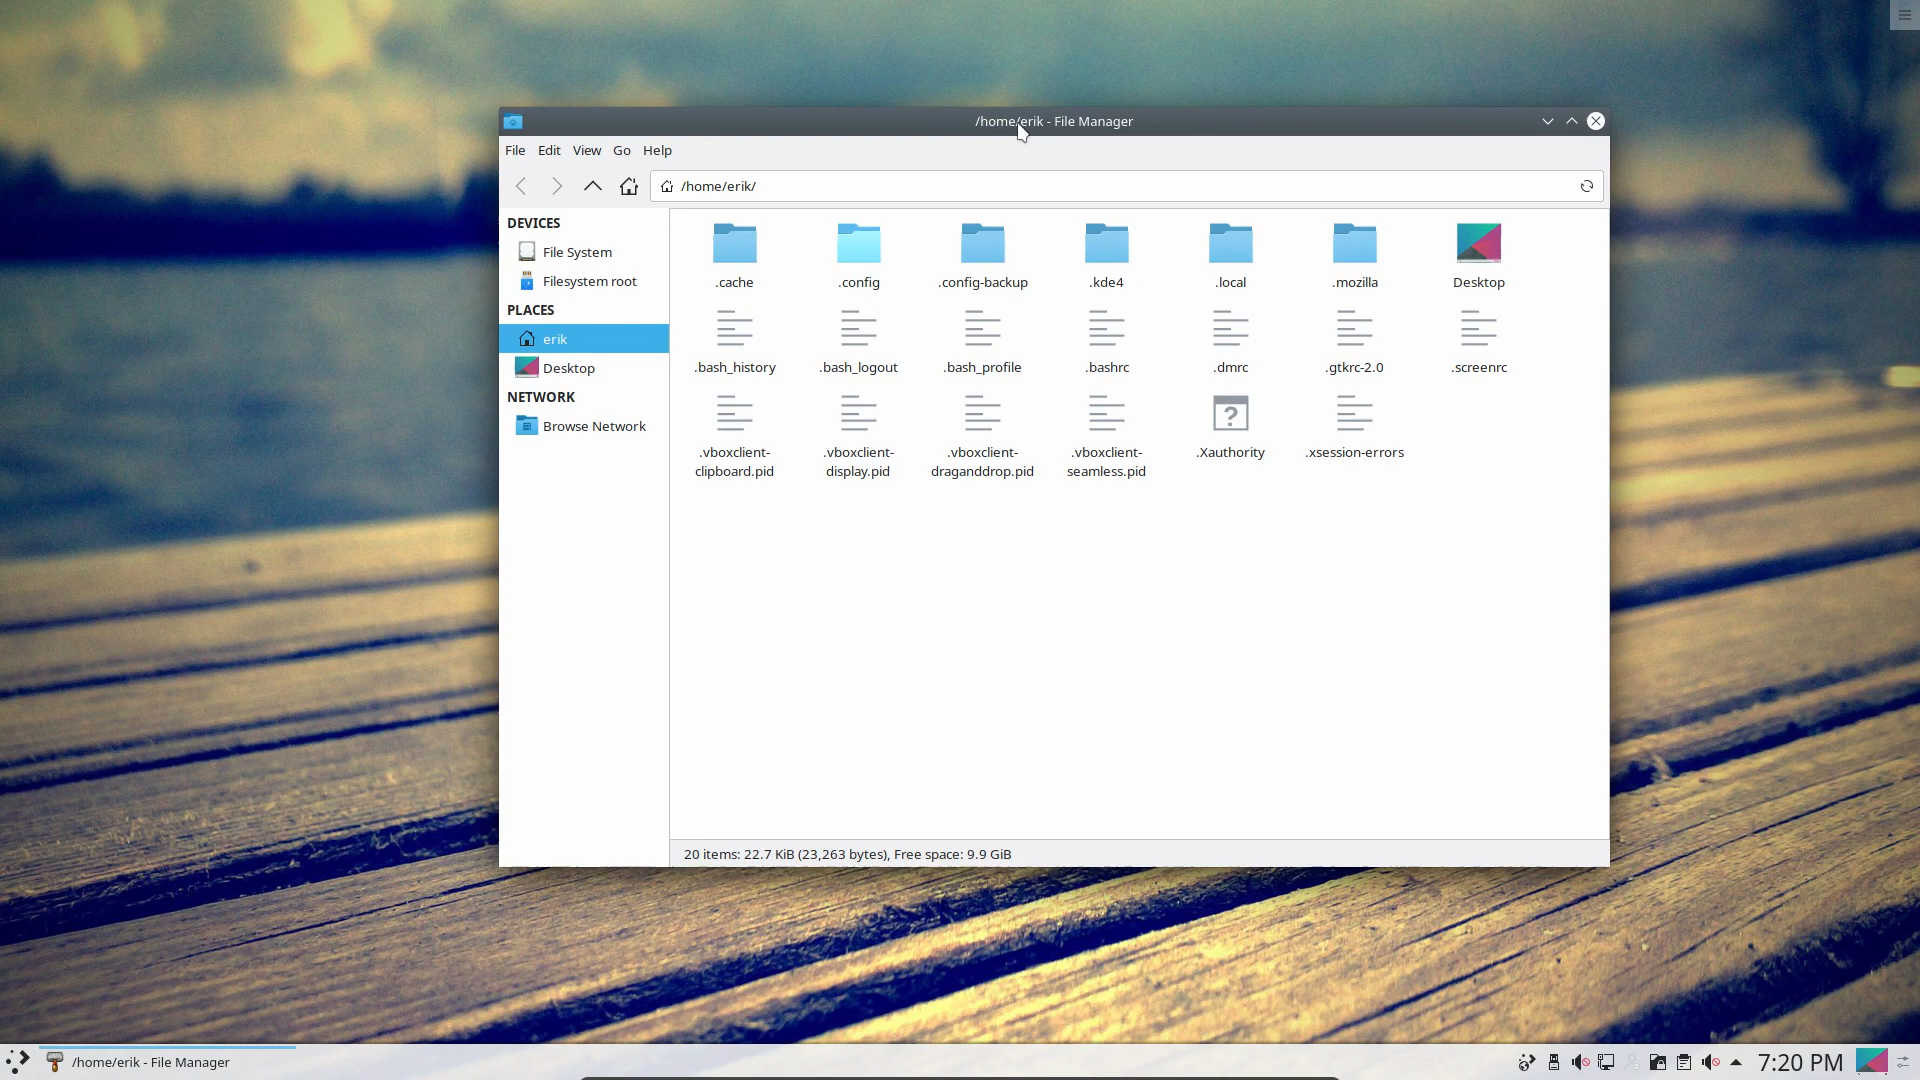 /home/erik - File Manager
File Edit View Go Help
/home/erik/
DEVICES
File System
Filesystem root
PLACES
erik
Desktop
NETWORK
Browse Network
.cache .config .config-backup .kde4 .local .mozilla Desktop
.bash_history .bash_logout .bash_profile .bashrc .dmrc .gtkrc-2.0 .screenrc
.vboxclient- .vboxclient- .vboxclient- .vboxclient- .Xauthority .xsession-errors
clipboard.pid display.pid draganddrop.pid seamless.pid
20 items: 22.7 KiB (23,263 bytes), Free space: 9.9 GiB
/home/erik - File Manager
7:20 PM